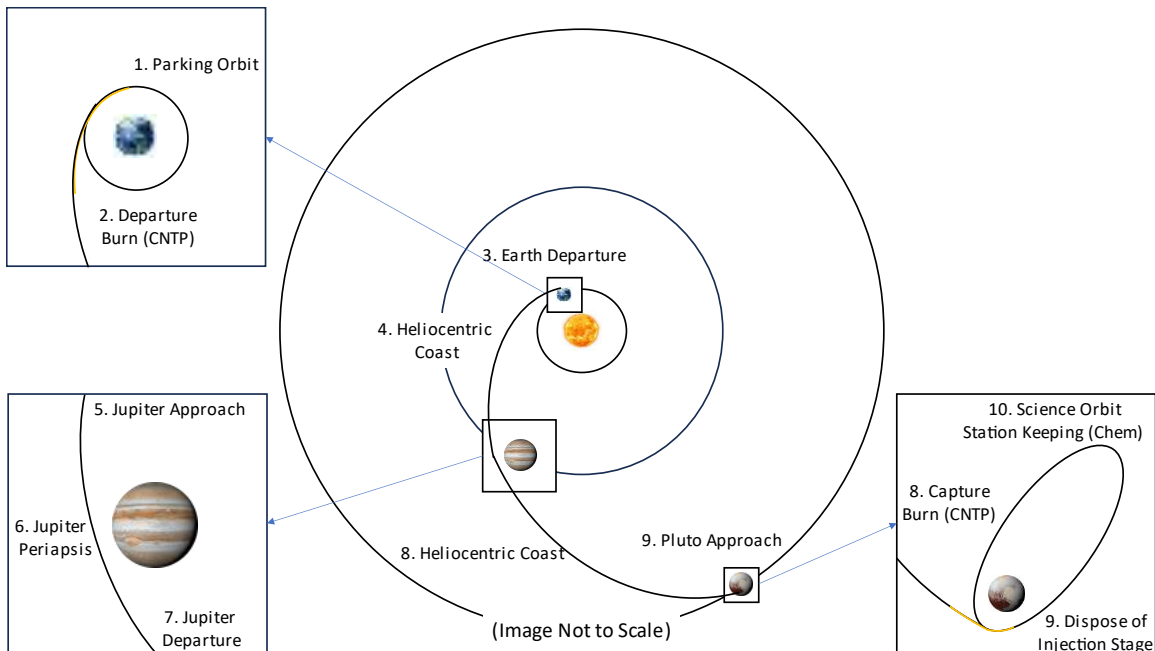 1. Parking Orbit
2. Departure
Burn (CNTP)
3. Earth Departure
4. Heliocentric
Coast
5. Jupiter Approach
6. Jupiter
Periapsis
7. Jupiter
Departure
8. Heliocentric Coast
9. Pluto Approach
(Image Not to Scale)
10. Science Orbit
Station Keeping (Chem)
8. Capture
Burn (CNTP)
9. Dispose of
Injection Stage